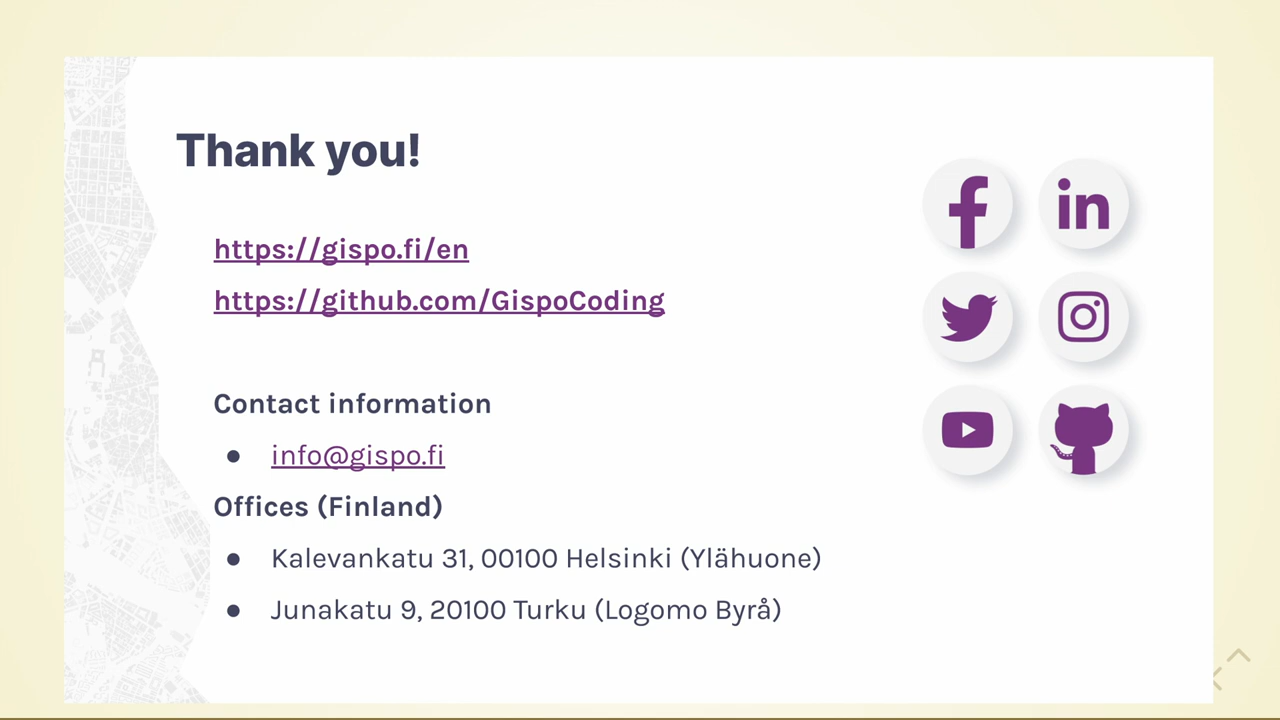 Thank you!
https://gispo.fi/en
https://github.com/GispoCoding
Contact information
● info@gispo.fi
Offices (Finland)
● Kalevankatu 31, 00100 Helsinki (Ylähuone)
● Junakatu 9, 20100 Turku (Logomo Byrå)